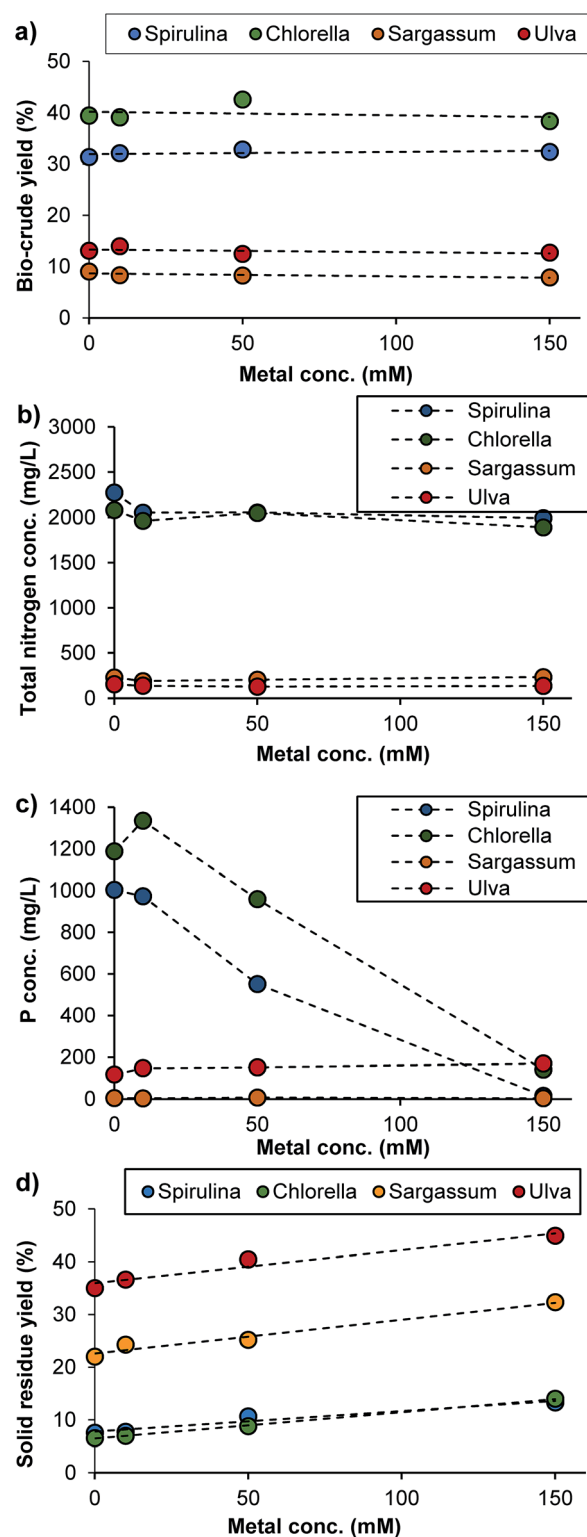 a)
Spirulina Chlorella Sargassum Ulva
Bio-crude yield (%)
60
50
40
30
20
10
0
0 50 100 150
Metal conc. (mM)
b)
Spirulina
Chlorella
Sargassum
Ulva
Total nitrogen conc. (mg/L)
3000
2500
2000
1500
1000
500
0
0 50 100 150
Metal conc. (mM)
c)
Spirulina
Chlorella
Sargassum
Ulva
P conc. (mg/L)
1400
1200
1000
800
600
400
200
0
0 50 100 150
Metal conc. (mM)
d)
Spirulina Chlorella Sargassum Ulva
Solid residue yield (%)
50
40
30
20
10
0
0 50 100 150
Metal conc. (mM)